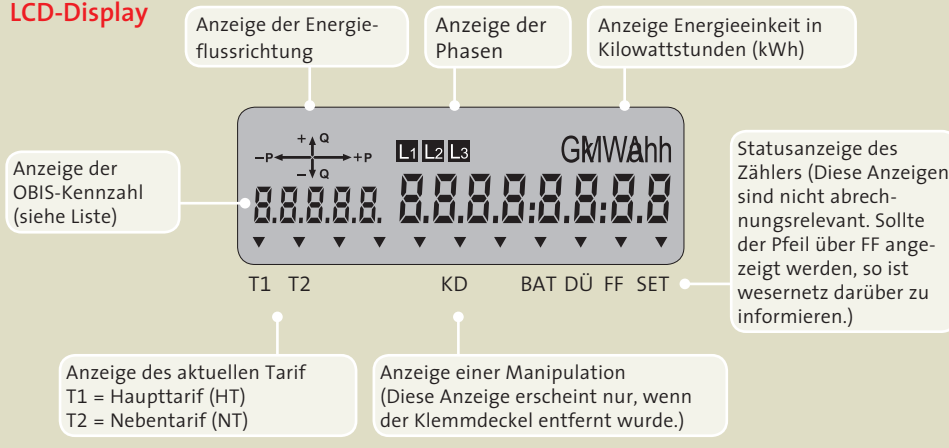 LCD-Display
Anzeige der Energie-
flussrichtung
Anzeige der
Phasen
Anzeige Energieeinkeit in
Kilowattstunden (kWh)
Anzeige der
OBIS-Kennzahl
(siehe Liste)
+ Q
–P +P
– Q
L1 L2 L3
8.8.8.8.8.
8.8.8.8:8.8:8.8
T1 T2 KD BAT DÜ FF SET
Statusanzeige des
Zählers (Diese Anzeigen
sind nicht abrech-
nungsrelevant. Sollte
der Pfeil über FF ange-
zeigt werden, so ist
wesernetz darüber zu
informieren.)
Anzeige des aktuellen Tarif
T1 = Haupttarif (HT)
T2 = Nebentarif (NT)
Anzeige einer Manipulation
(Diese Anzeige erscheint nur, wenn
der Klemmdeckel entfernt wurde.)